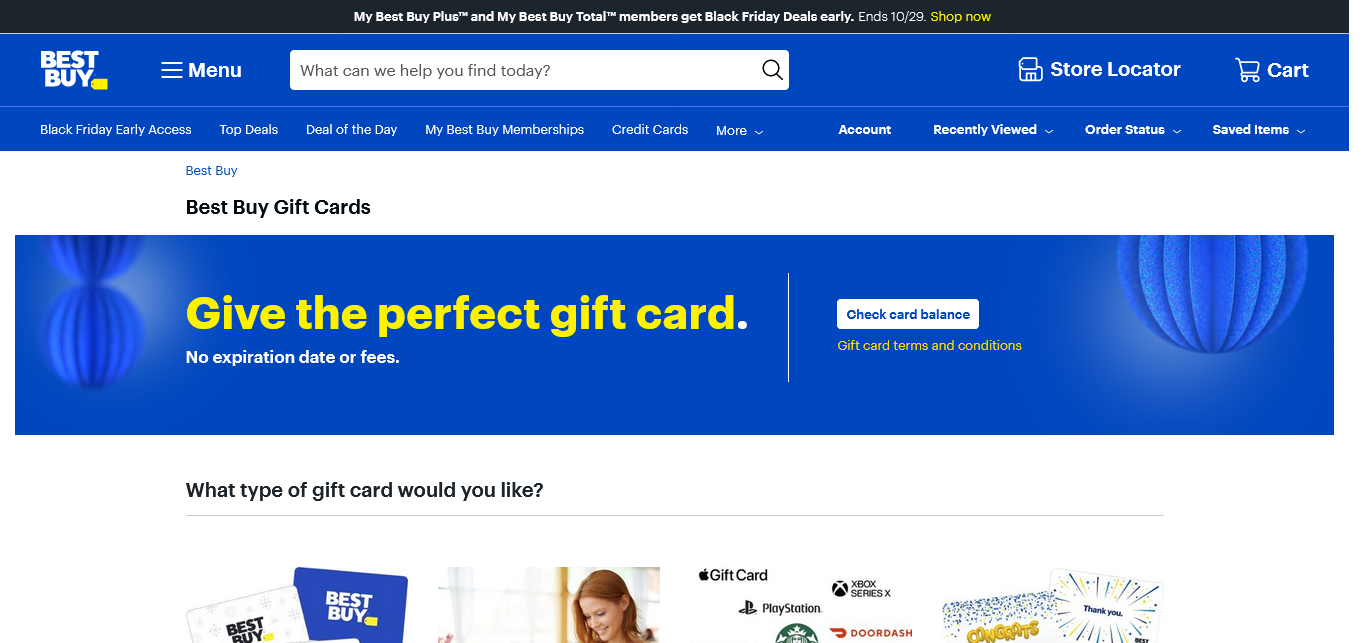 My Best Buy Plus™ and My Best Buy Total™ members get Black Friday Deals early. Ends 10/29. Shop now
BEST BUY
Menu
What can we help you find today?
Store Locator
Cart
Black Friday Early Access
Top Deals
Deal of the Day
My Best Buy Memberships
Credit Cards
More
Account
Recently Viewed
Order Status
Saved Items
Best Buy
Best Buy Gift Cards
Give the perfect gift card.
No expiration date or fees.
Check card balance
Gift card terms and conditions
What type of gift card would you like?
BEST BUY
BEST BUY
Gift Card
XBOX
SERIES X
PlayStation.
DOORDASH
CONGRATS
Thank you.
BEST